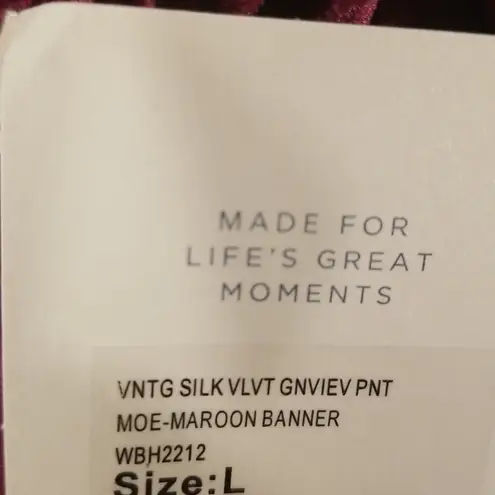 MADE FOR
LIFE'S GREAT
MOMENTS
VNTG SILK VLVT GNVIEV PNT
MOE-MAROON BANNER
WBH2212
Size:L